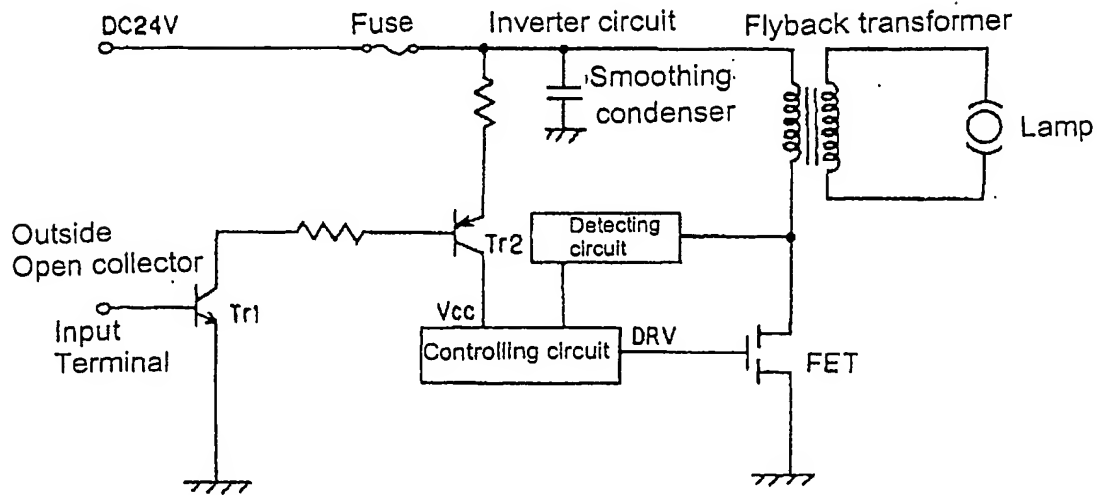 DC24V
Fuse
Inverter circuit
Flyback transformer
Smoothing
condenser
Lamp
Outside
Open collector
Tr2
Detecting
circuit
Tr1
Input
Terminal
Vcc
Controlling circuit
DRV
FET